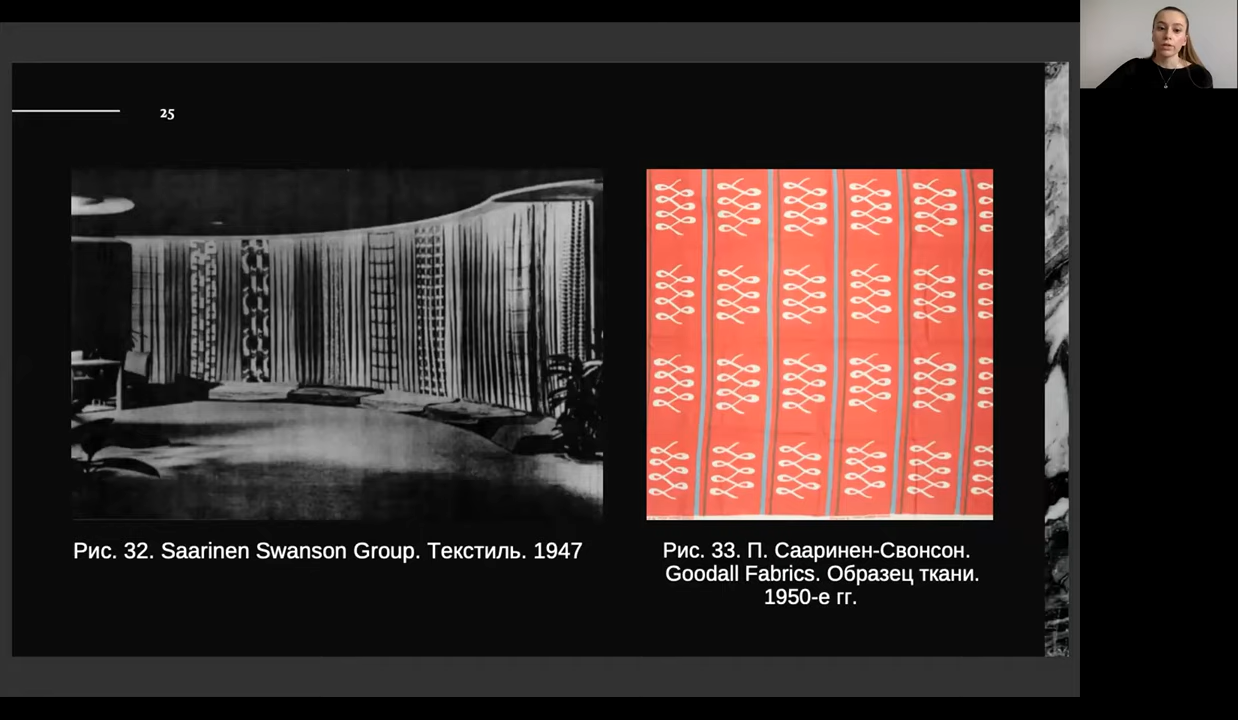 25
Рис. 32. Saarinen Swanson Group. Текстиль. 1947
Рис. 33. П. Сааринен-Свонсон.
Goodall Fabrics. Образец ткани.
1950-е гг.